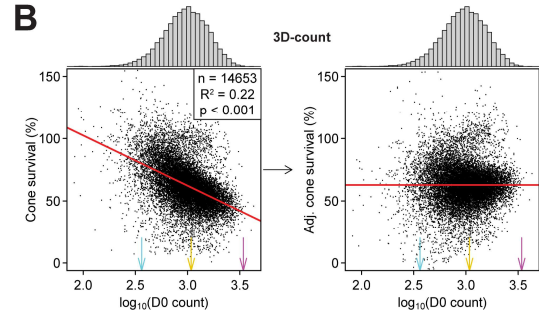 B
3D-count
n = 14653
R² = 0.22
p < 0.001
Cone survival (%)
150
100
50
0
2.0 2.5 3.0 3.5
log₁₀(D0 count)
Adj. cone survival (%)
150
100
50
0
2.0 2.5 3.0 3.5
log₁₀(D0 count)